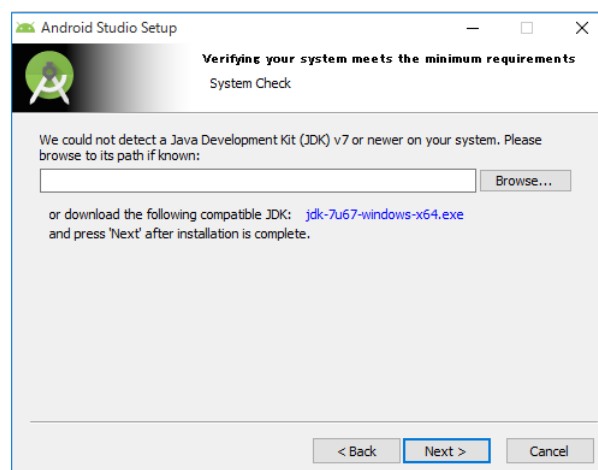 Android Studio Setup
Verifying your system meets the minimum requirements
System Check
We could not detect a Java Development Kit (JDK) v7 or newer on your system. Please
browse to its path if known:
Browse...
or download the following compatible JDK: jdk-7u67-windows-x64.exe
and press 'Next' after installation is complete.
< Back
Next >
Cancel